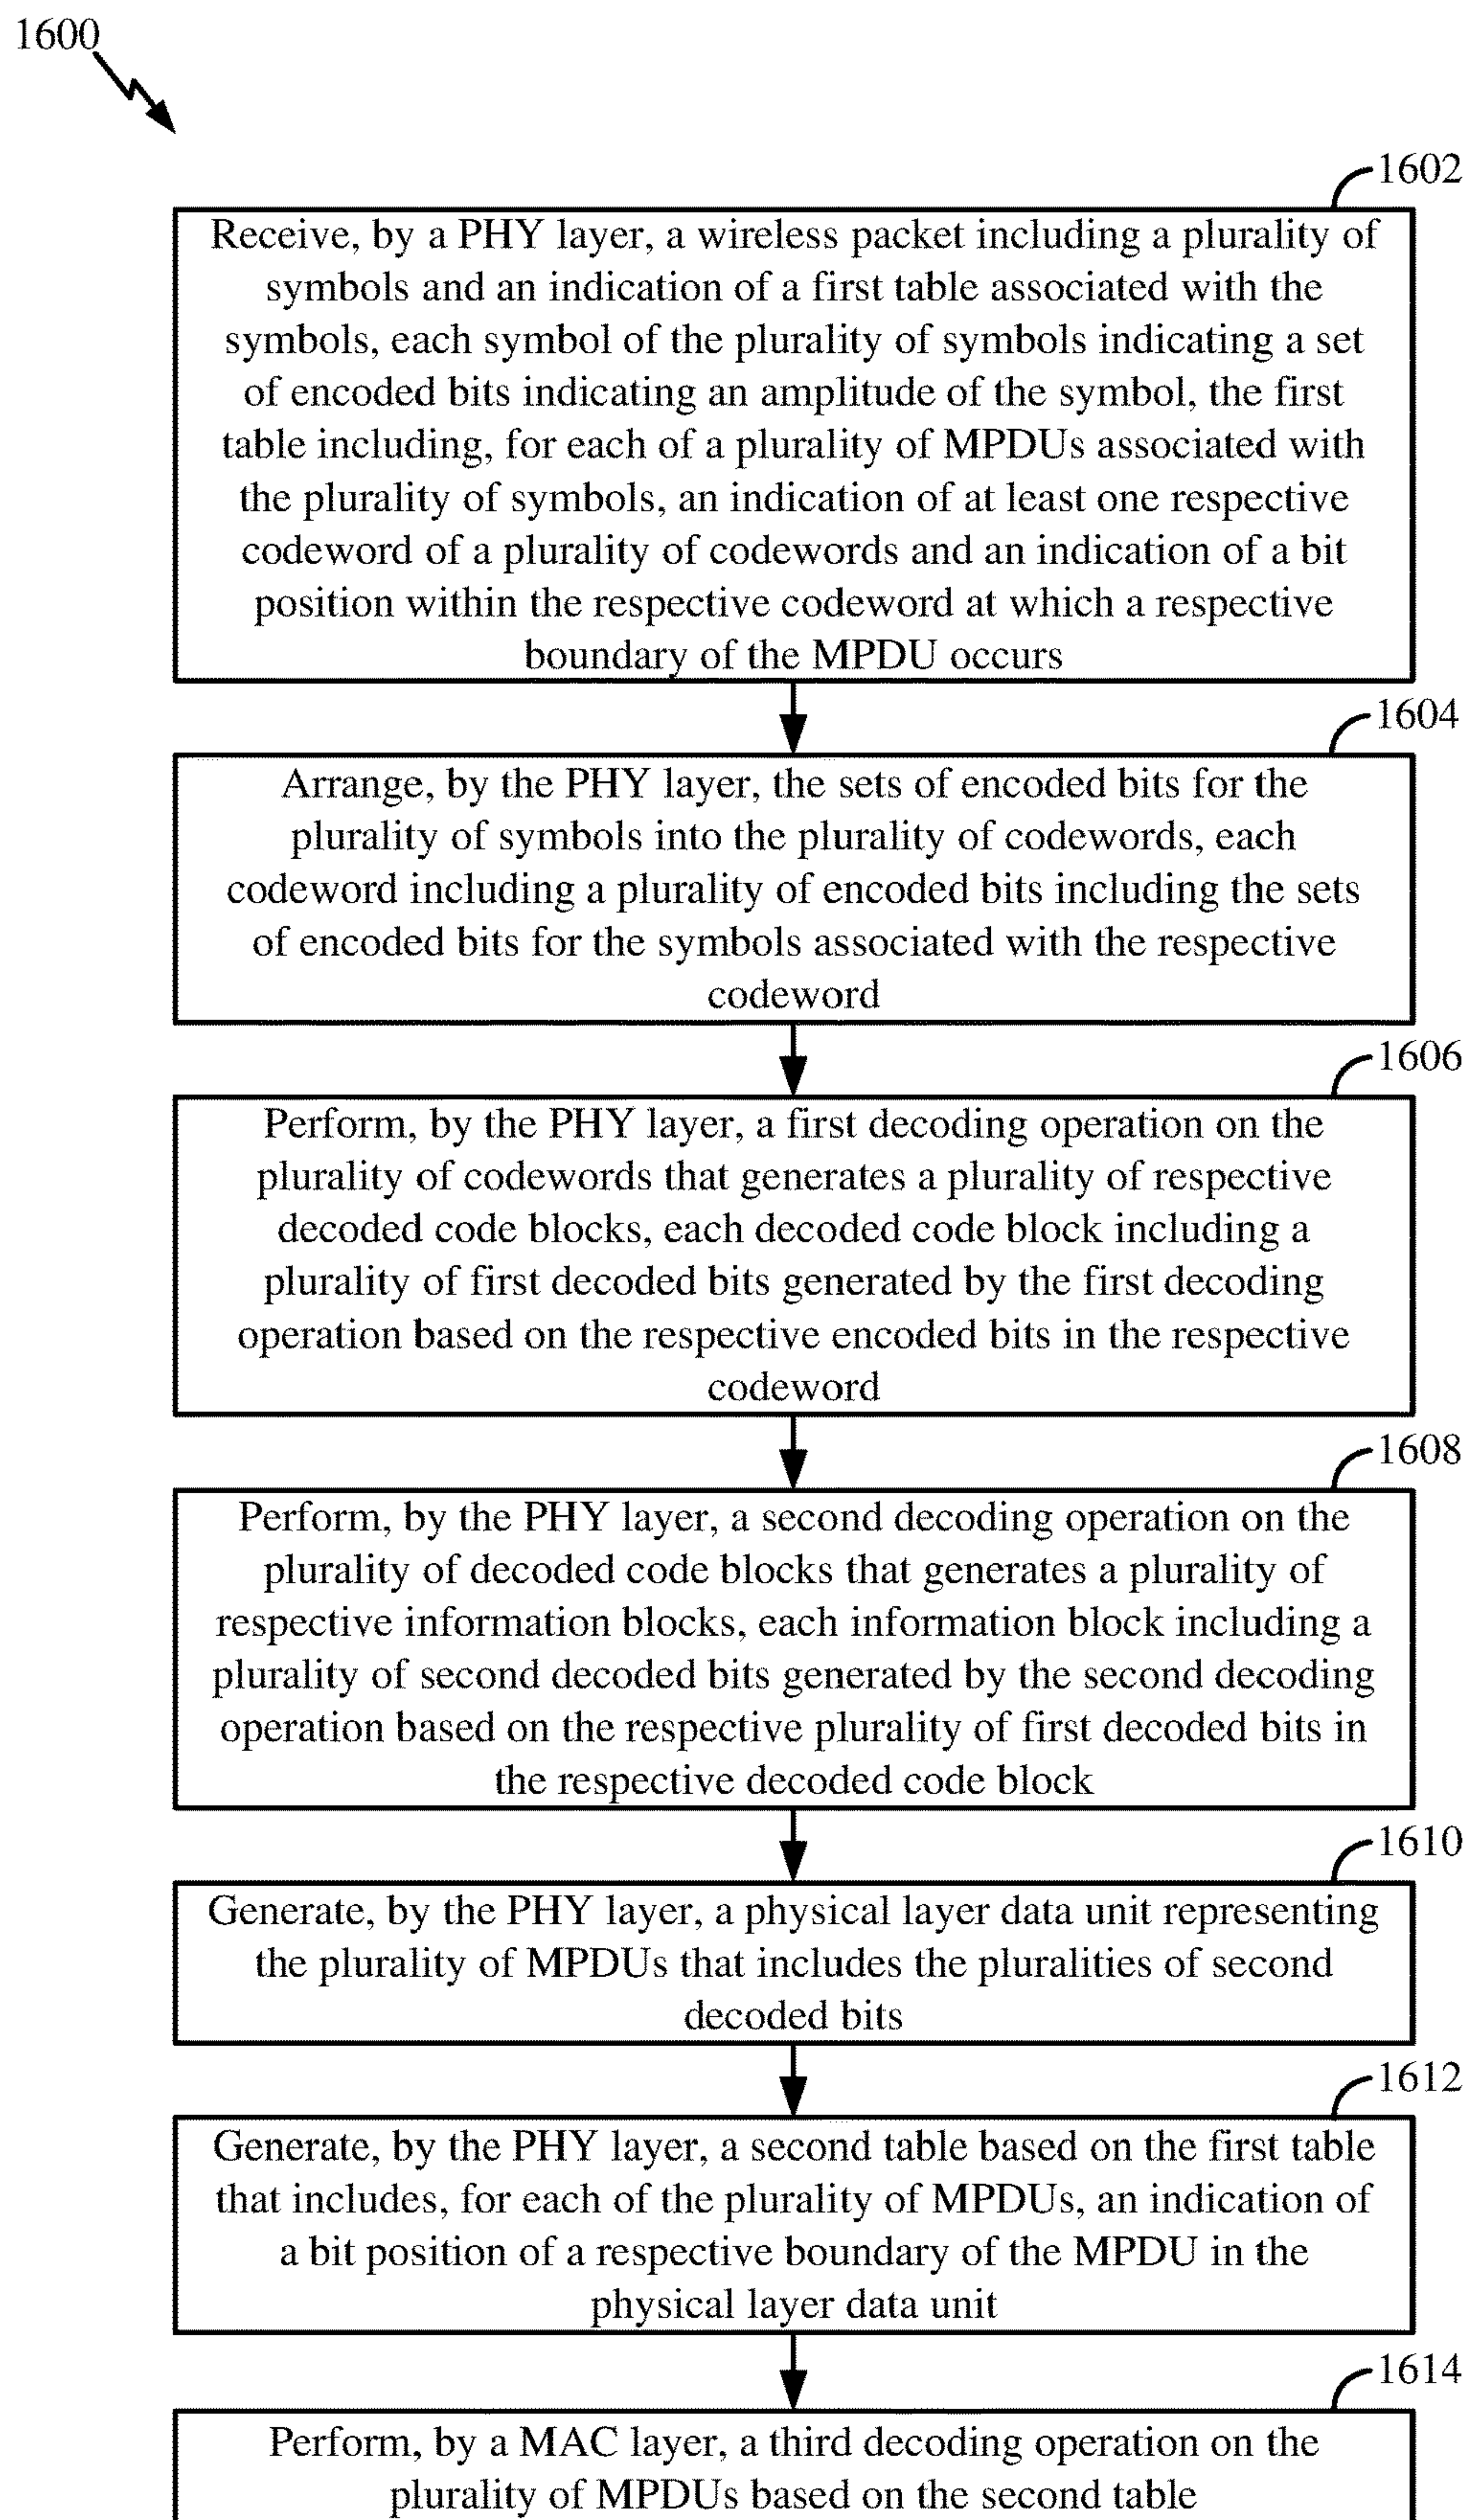 1600
1602
Receive, by a PHY layer, a wireless packet including a plurality of
symbols and an indication of a first table associated with the
symbols, each symbol of the plurality of symbols indicating a set
of encoded bits indicating an amplitude of the symbol, the first
table including, for each of a plurality of MPDUs associated with
the plurality of symbols, an indication of at least one respective
codeword of a plurality of codewords and an indication of a bit
position within the respective codeword at which a respective
boundary of the MPDU occurs
1604
Arrange, by the PHY layer, the sets of encoded bits for the
plurality of symbols into the plurality of codewords, each
codeword including a plurality of encoded bits including the sets
of encoded bits for the symbols associated with the respective
codeword
1606
Perform, by the PHY layer, a first decoding operation on the
plurality of codewords that generates a plurality of respective
decoded code blocks, each decoded code block including a
plurality of first decoded bits generated by the first decoding
operation based on the respective encoded bits in the respective
codeword
1608
Perform, by the PHY layer, a second decoding operation on the
plurality of decoded code blocks that generates a plurality of
respective information blocks, each information block including a
plurality of second decoded bits generated by the second decoding
operation based on the respective plurality of first decoded bits in
the respective decoded code block
1610
Generate, by the PHY layer, a physical layer data unit representing
the plurality of MPDUs that includes the pluralities of second
decoded bits
1612
Generate, by the PHY layer, a second table based on the first table
that includes, for each of the plurality of MPDUs, an indication of
a bit position of a respective boundary of the MPDU in the
physical layer data unit
1614
Perform, by a MAC layer, a third decoding operation on the
plurality of MPDUs based on the second table